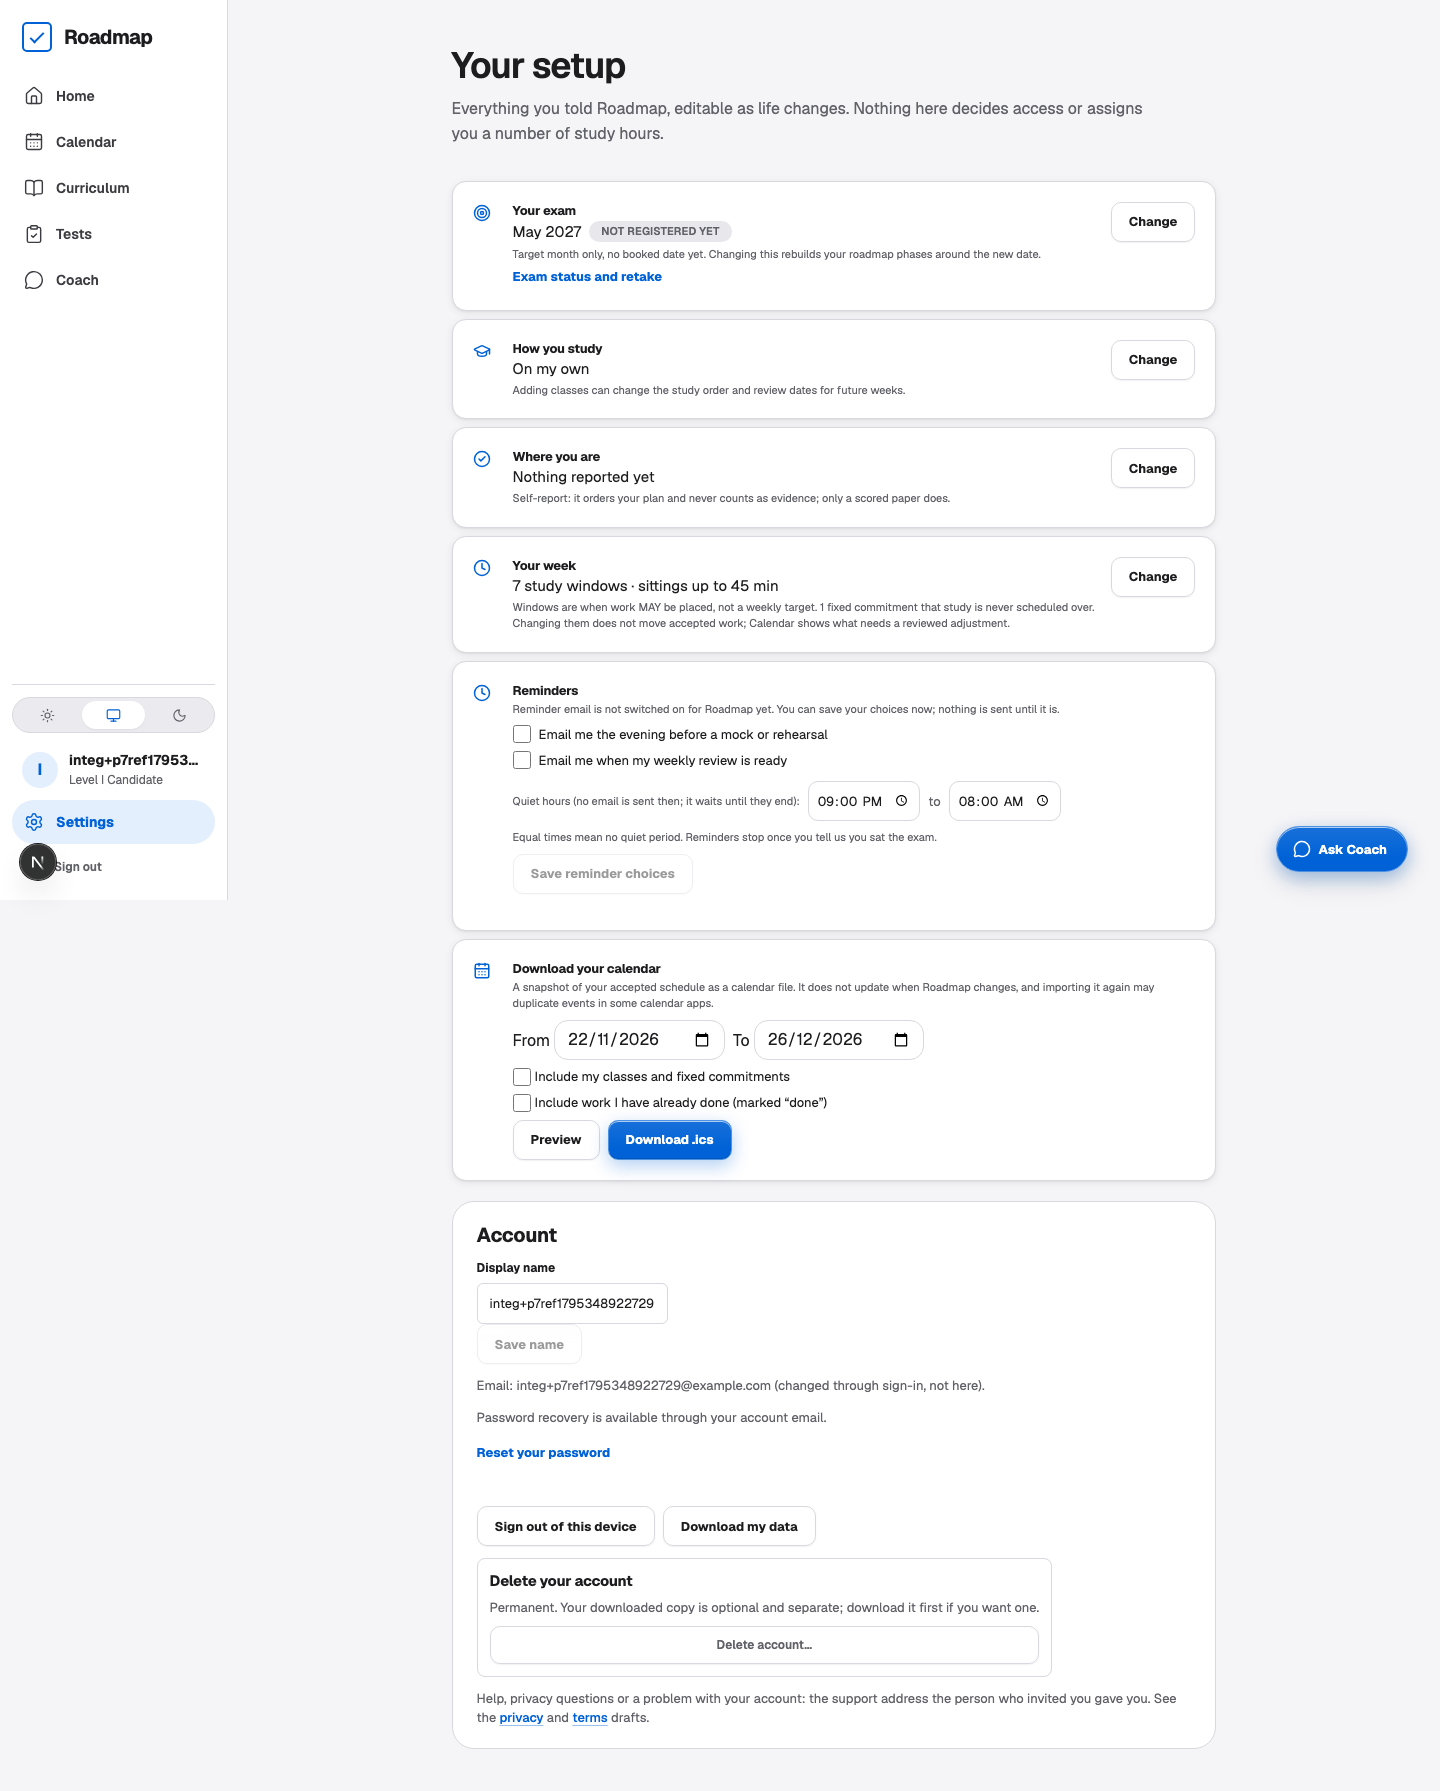 Roadmap
Home
Calendar
Curriculum
Tests
Coach
I
integ+p7ref17953...
Level I Candidate
Settings
N
Sign out
Your setup
Everything you told Roadmap, editable as life changes. Nothing here decides access or assigns
you a number of study hours.
Your exam
May 2027 NOT REGISTERED YET
Target month only, no booked date yet. Changing this rebuilds your roadmap phases around the new date.
Exam status and retake
Change
How you study
On my own
Adding classes can change the study order and review dates for future weeks.
Change
Where you are
Nothing reported yet
Self-report: it orders your plan and never counts as evidence; only a scored paper does.
Change
Your week
7 study windows · sittings up to 45 min
Windows are when work MAY be placed, not a weekly target. 1 fixed commitment that study is never scheduled over.
Changing them does not move accepted work; Calendar shows what needs a reviewed adjustment.
Change
Reminders
Reminder email is not switched on for Roadmap yet. You can save your choices now; nothing is sent until it is.
Email me the evening before a mock or rehearsal
Email me when my weekly review is ready
Quiet hours (no email is sent then; it waits until they end): 09:00 PM to 08:00 AM
Equal times mean no quiet period. Reminders stop once you tell us you sat the exam.
Save reminder choices
Ask Coach
Download your calendar
A snapshot of your accepted schedule as a calendar file. It does not update when Roadmap changes, and importing it again may
duplicate events in some calendar apps.
From 22/11/2026 To 26/12/2026
Include my classes and fixed commitments
Include work I have already done (marked “done”)
Preview Download .ics
Account
Display name
integ+p7ref1795348922729
Save name
Email: integ+p7ref1795348922729@example.com (changed through sign-in, not here).
Password recovery is available through your account email.
Reset your password
Sign out of this device Download my data
Delete your account
Permanent. Your downloaded copy is optional and separate; download it first if you want one.
Delete account...
Help, privacy questions or a problem with your account: the support address the person who invited you gave you. See
the privacy and terms drafts.